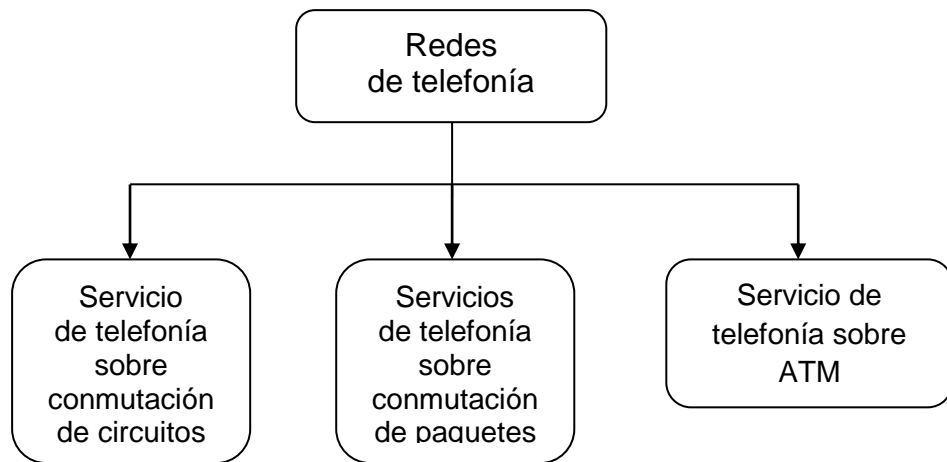 Redes
de telefonía
Servicio
de telefonía
sobre
conmutación
de circuitos
Servicios
de telefonía
sobre
conmutación
de paquetes
Servicio de
telefonía sobre
ATM